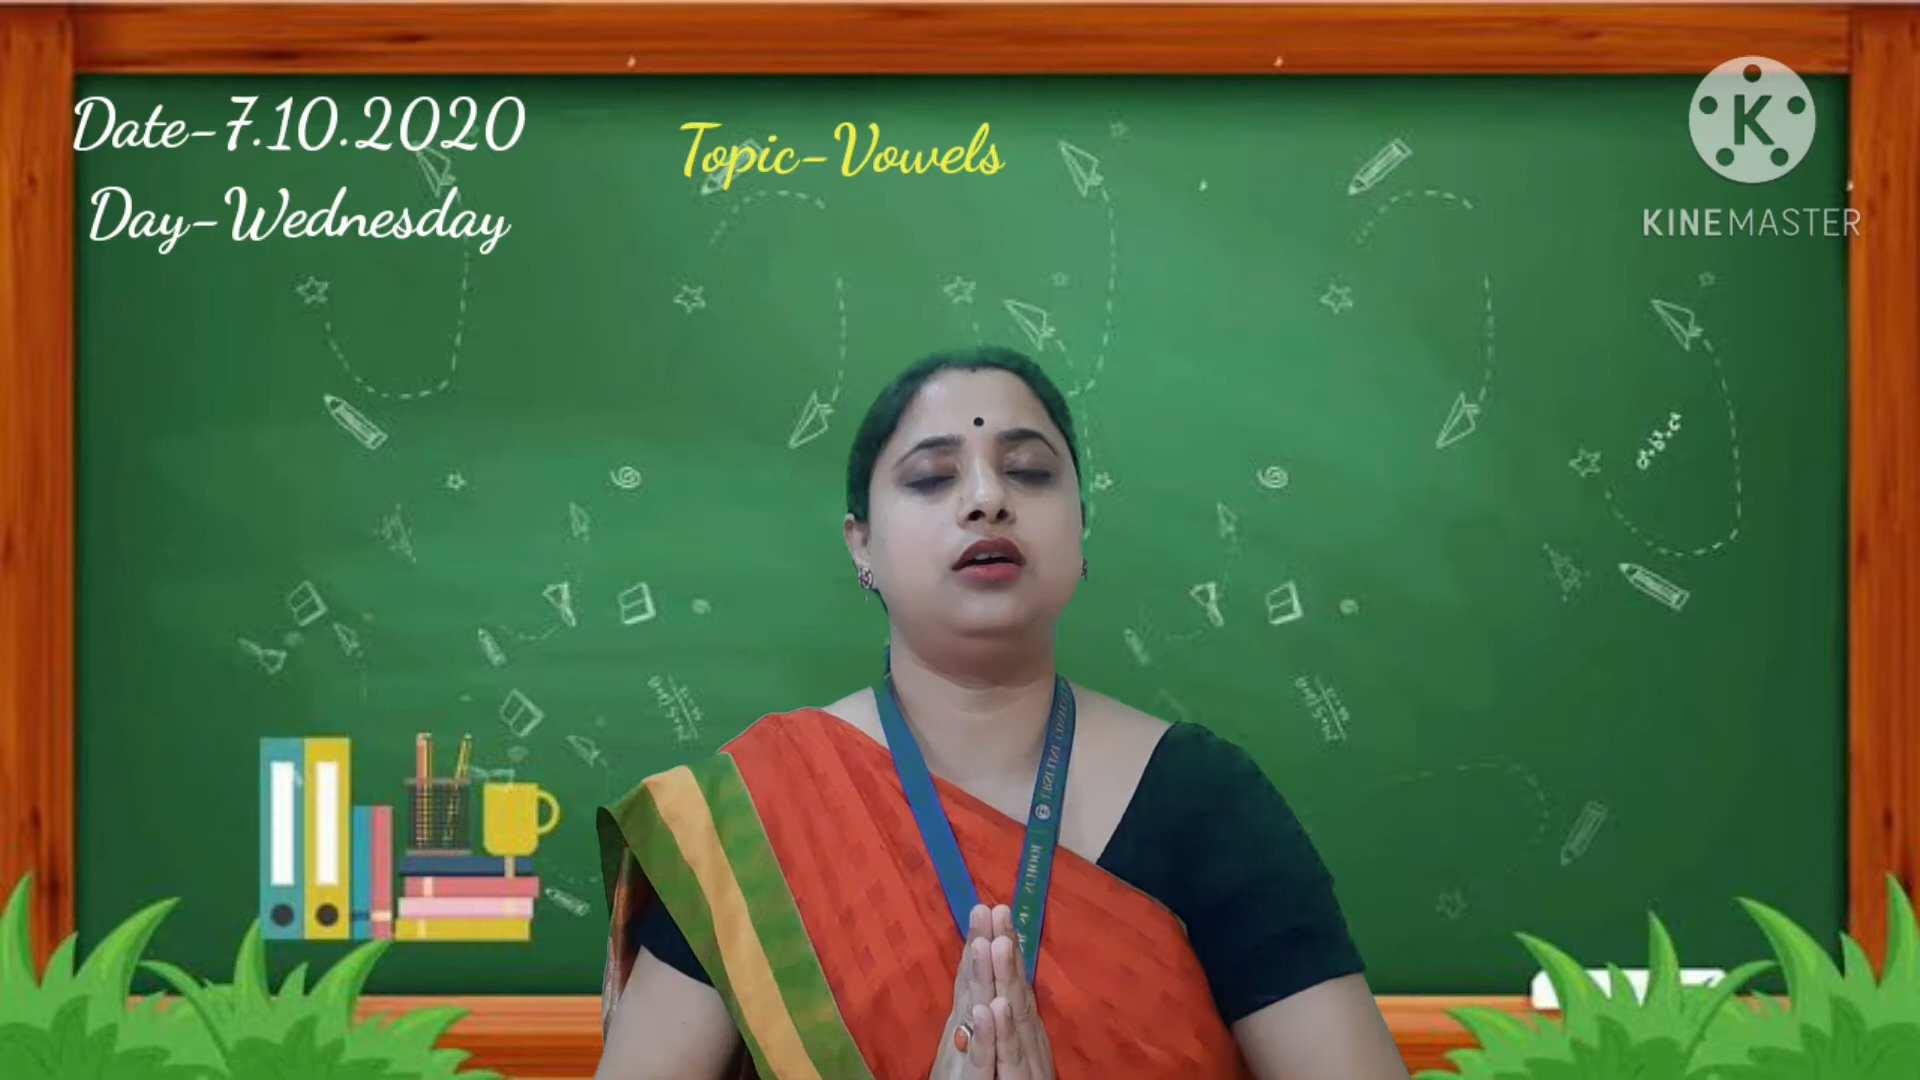 Date-7.10.2020
Day-Wednesday
Topic-Vowels
K
KINEMASTER